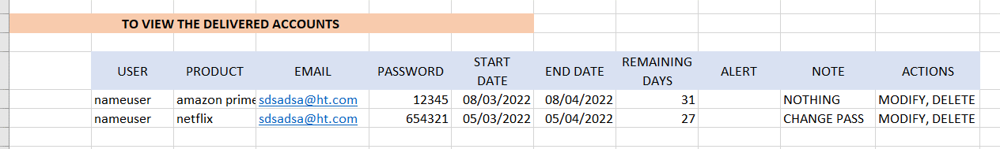 TO VIEW THE DELIVERED ACCOUNTS
USER PRODUCT EMAIL PASSWORD START DATE END DATE REMAINING DAYS ALERT NOTE ACTIONS
nameuser amazon prime sdsadsa@ht.com 12345 08/03/2022 08/04/2022 31 NOTHING MODIFY, DELETE
nameuser netflix sdsadsa@ht.com 654321 05/03/2022 05/04/2022 27 CHANGE PASS MODIFY, DELETE